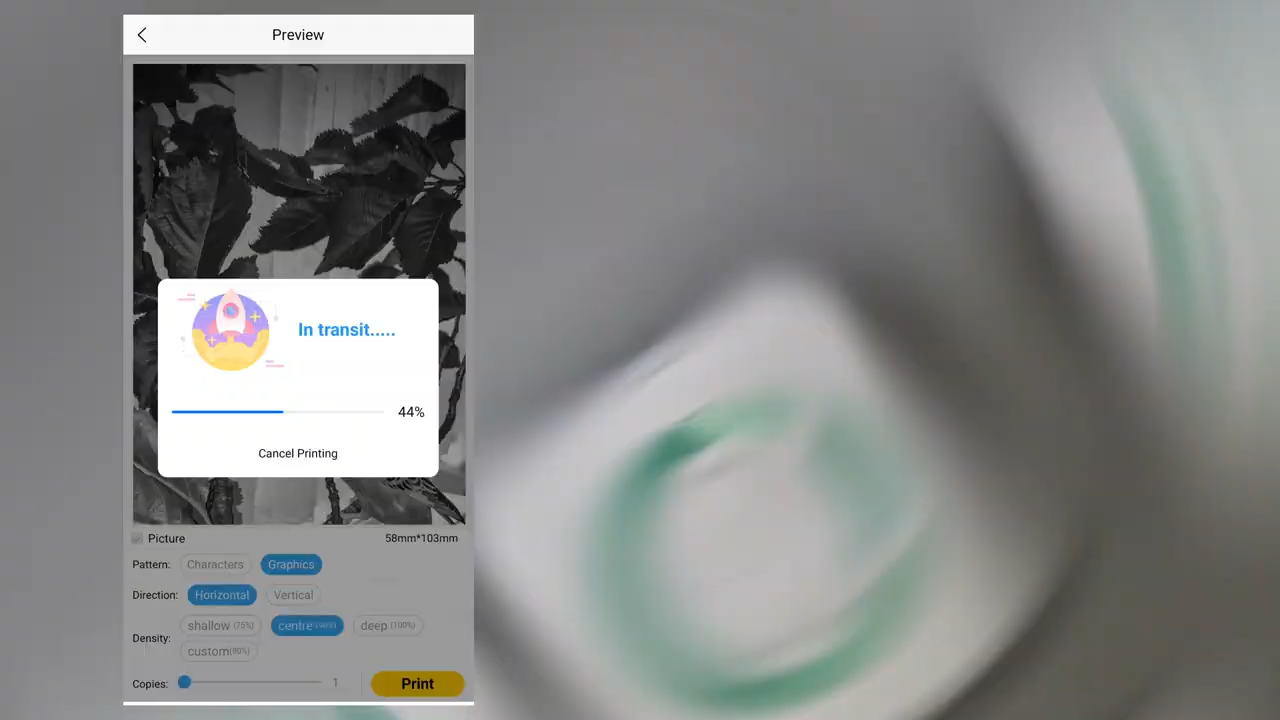 Preview
In transit.....
44%
Cancel Printing
Picture 58mm*103mm
Pattern: Characters Graphics
Direction: Horizontal Vertical
Density: shallow (75%) centre deep (100%)
custom(80%)
Copies: 1 Print